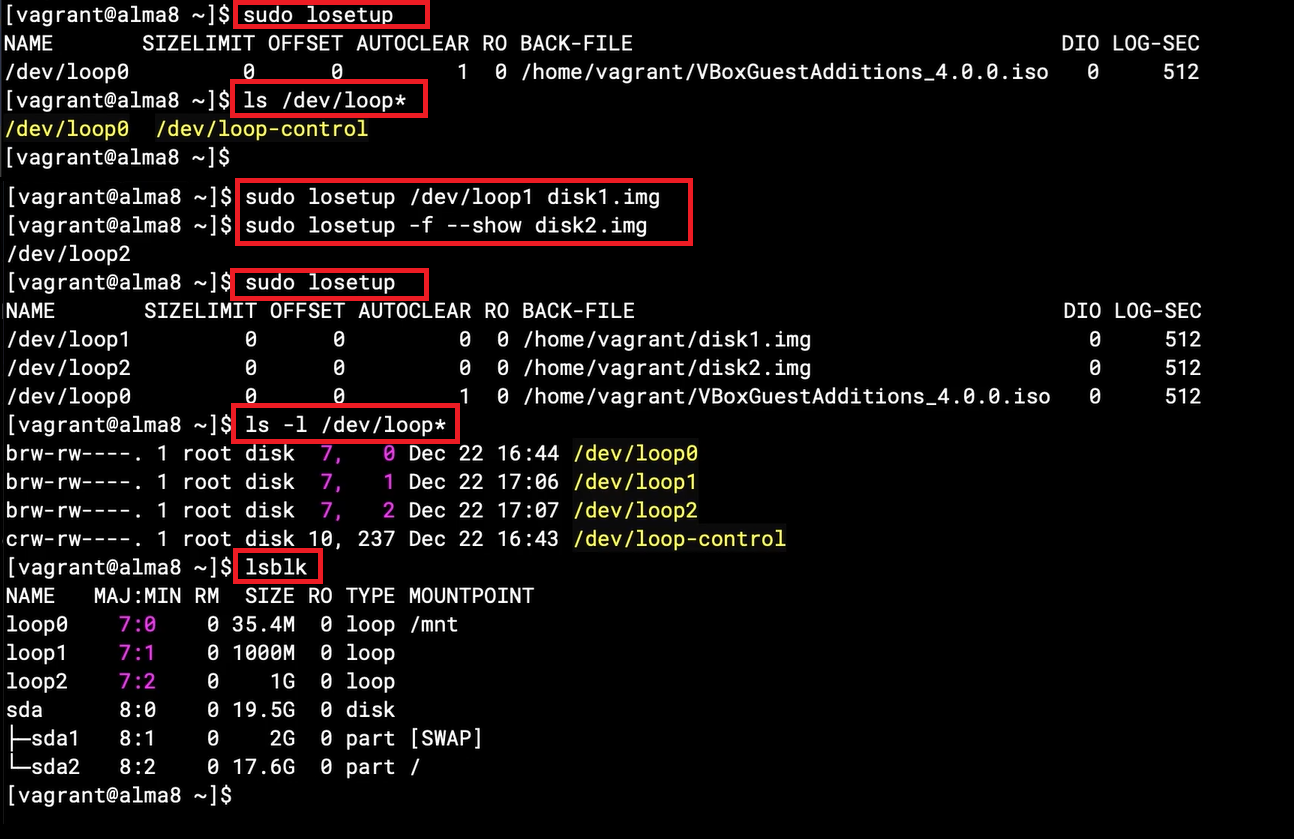 [vagrant@alma8 ~]$ sudo losetup
NAME       SIZELIMIT OFFSET AUTOCLEAR RO BACK-FILE                                  DIO LOG-SEC
/dev/loop0         0      0         1  0 /home/vagrant/VBoxGuestAdditions_4.0.0.iso   0     512
[vagrant@alma8 ~]$ ls /dev/loop*
/dev/loop0  /dev/loop-control
[vagrant@alma8 ~]$
[vagrant@alma8 ~]$ sudo losetup /dev/loop1 disk1.img
[vagrant@alma8 ~]$ sudo losetup -f --show disk2.img
/dev/loop2
[vagrant@alma8 ~]$ sudo losetup
NAME       SIZELIMIT OFFSET AUTOCLEAR RO BACK-FILE                                  DIO LOG-SEC
/dev/loop1         0      0         0  0 /home/vagrant/disk1.img                      0     512
/dev/loop2         0      0         0  0 /home/vagrant/disk2.img                      0     512
/dev/loop0         0      0         1  0 /home/vagrant/VBoxGuestAdditions_4.0.0.iso   0     512
[vagrant@alma8 ~]$ ls -l /dev/loop*
brw-rw----. 1 root disk  7,   0 Dec 22 16:44 /dev/loop0
brw-rw----. 1 root disk  7,   1 Dec 22 17:06 /dev/loop1
brw-rw----. 1 root disk  7,   2 Dec 22 17:07 /dev/loop2
crw-rw----. 1 root disk 10, 237 Dec 22 16:43 /dev/loop-control
[vagrant@alma8 ~]$ lsblk
NAME   MAJ:MIN RM  SIZE RO TYPE MOUNTPOINT
loop0    7:0    0 35.4M  0 loop /mnt
loop1    7:1    0 1000M  0 loop
loop2    7:2    0    1G  0 loop
sda      8:0    0 19.5G  0 disk
├─sda1   8:1    0    2G  0 part [SWAP]
└─sda2   8:2    0 17.6G  0 part /
[vagrant@alma8 ~]$